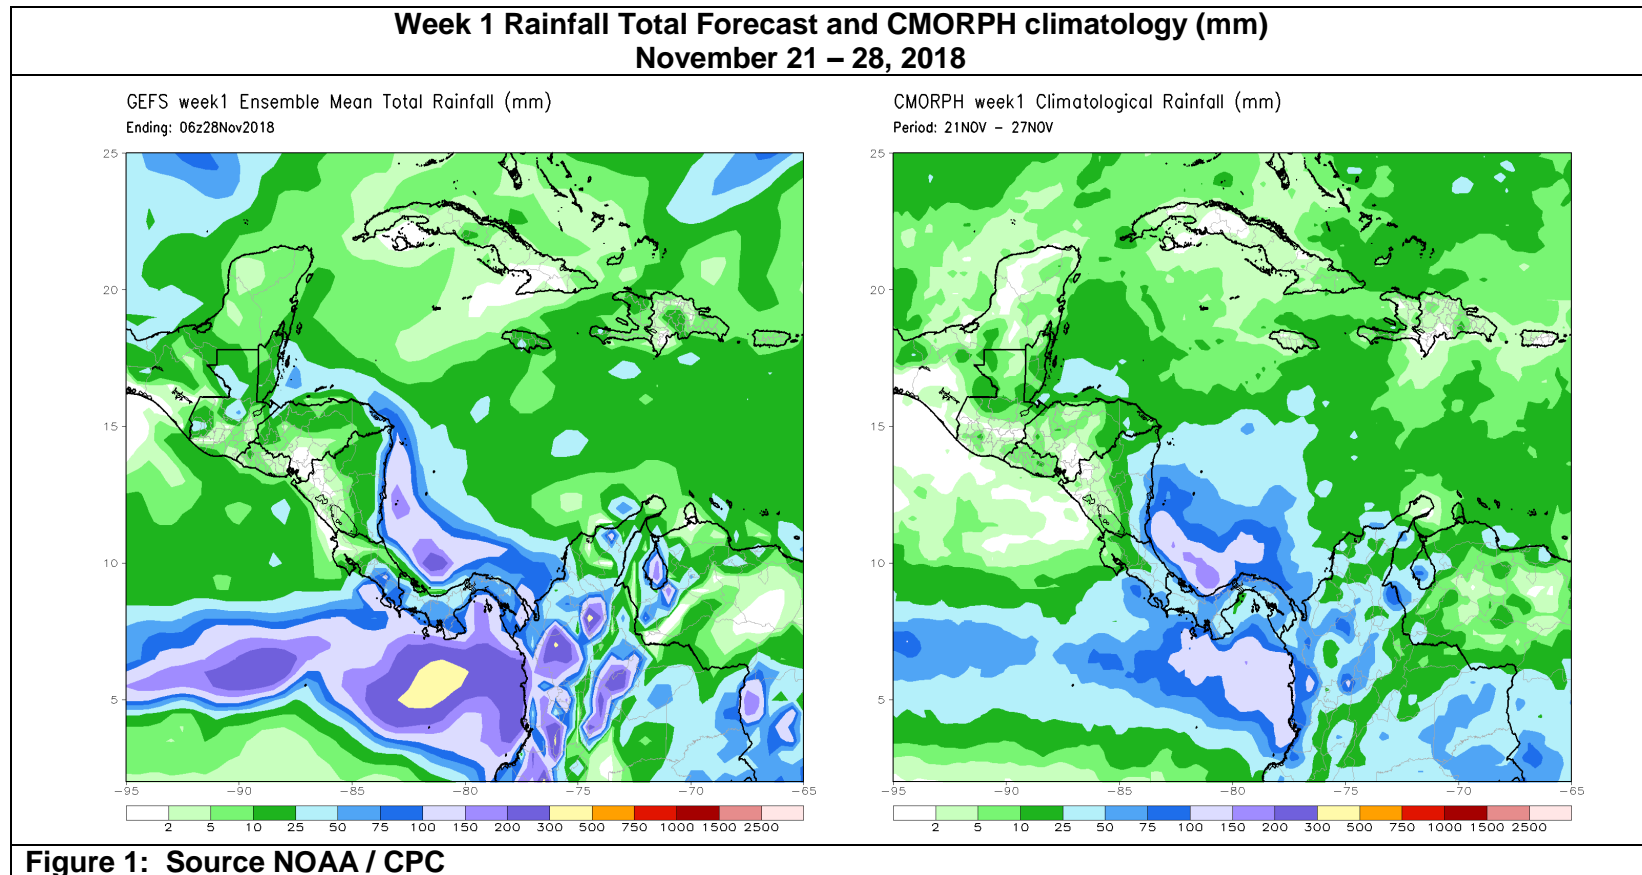 Week 1 Rainfall Total Forecast and CMORPH climatology (mm)
November 21 – 28, 2018
GEFS week1 Ensemble Mean Total Rainfall (mm)
Ending: 06z28Nov2018
CMORPH week1 Climatological Rainfall (mm)
Period: 21NOV – 27NOV
25
20
15
10
5
−95 −90 −85 −80 −75 −70 −65
2 5 10 25 50 75 100 150 200 300 500 750 1000 1500 2500
25
20
15
10
5
−95 −90 −85 −80 −75 −70 −65
2 5 10 25 50 75 100 150 200 300 500 750 1000 1500 2500
Figure 1: Source NOAA / CPC